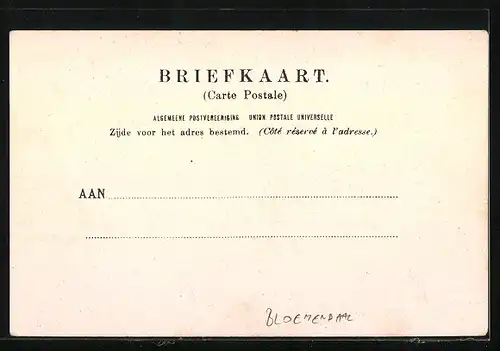 BRIEFKAART.
(Carte Postale)
ALGEMEENE POSTVEREENIGING UNION POSTALE UNIVERSELLE
Zijde voor het adres bestemd. (Côté réservé à l'adresse.)
AAN
BLOEMENDAAL